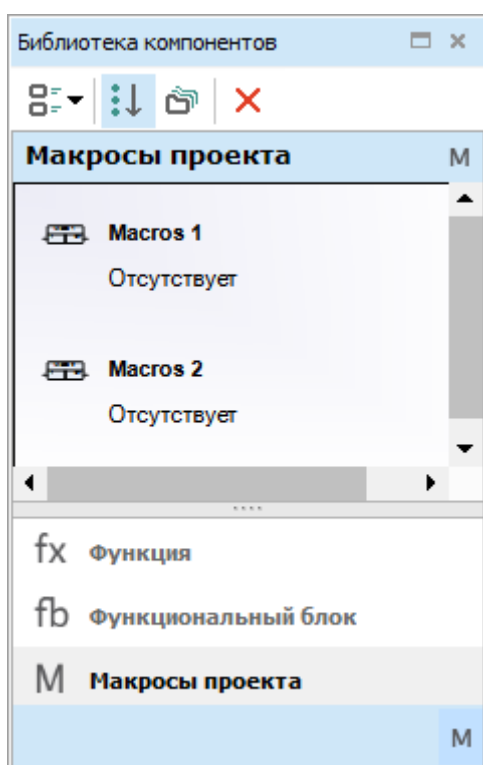 Библиотека компонентов
Макросы проекта М
Macros 1
Отсутствует
Macros 2
Отсутствует
fx Функция
fb Функциональный блок
М Макросы проекта
М